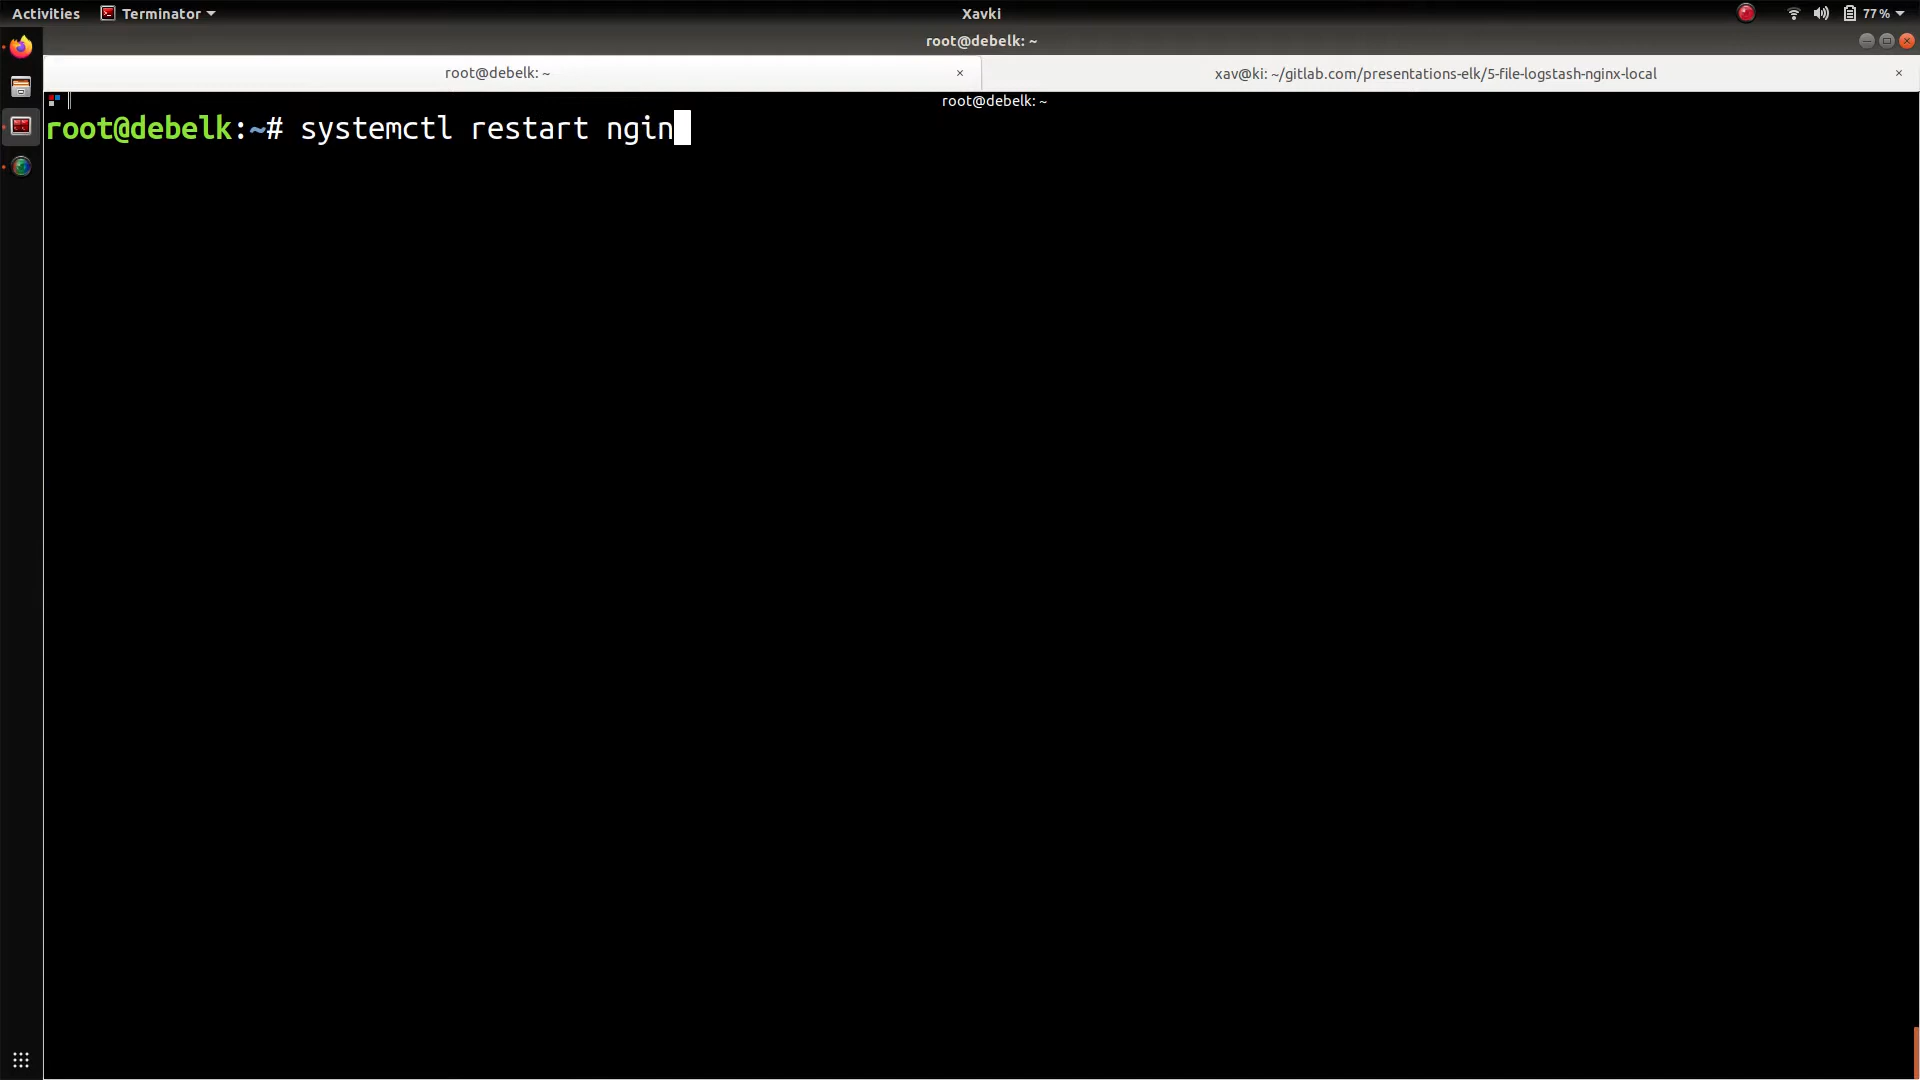 Activities Terminator Xavki 77 %
root@debelk: ~
root@debelk: ~ × xav@ki: ~/gitlab.com/presentations-elk/5-file-logstash-nginx-local ×
root@debelk: ~
root@debelk:~# systemctl restart ngin